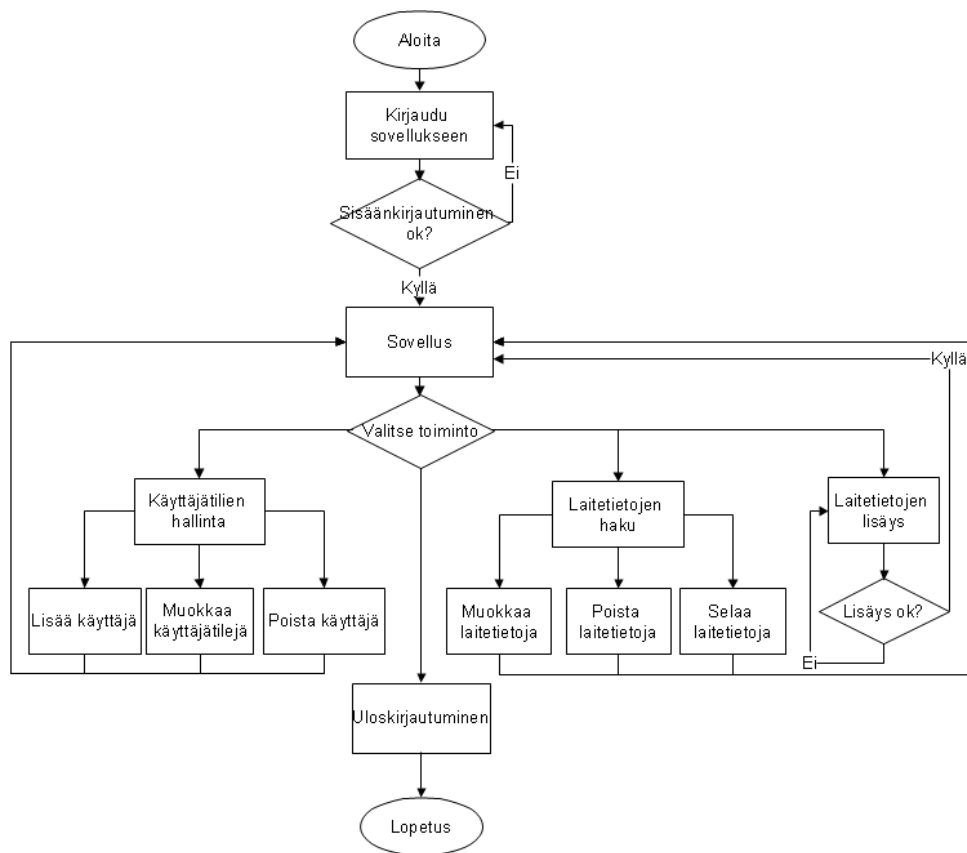 Aloita
Kirjaudu
sovellukseen
Ei
Sisäänkirjautuminen
ok?
Kyllä
Sovellus
Kyllä
Valitse toiminto
Käyttäjätilien
hallinta
Laitetietojen
haku
Laitetietojen
lisäys
Lisää käyttäjä
Muokkaa
käyttäjätilejä
Poista käyttäjä
Muokkaa
laitetietoja
Poista
laitetietoja
Selaa
laitetietoja
Lisäys ok?
Ei
Uloskirjautuminen
Lopetus